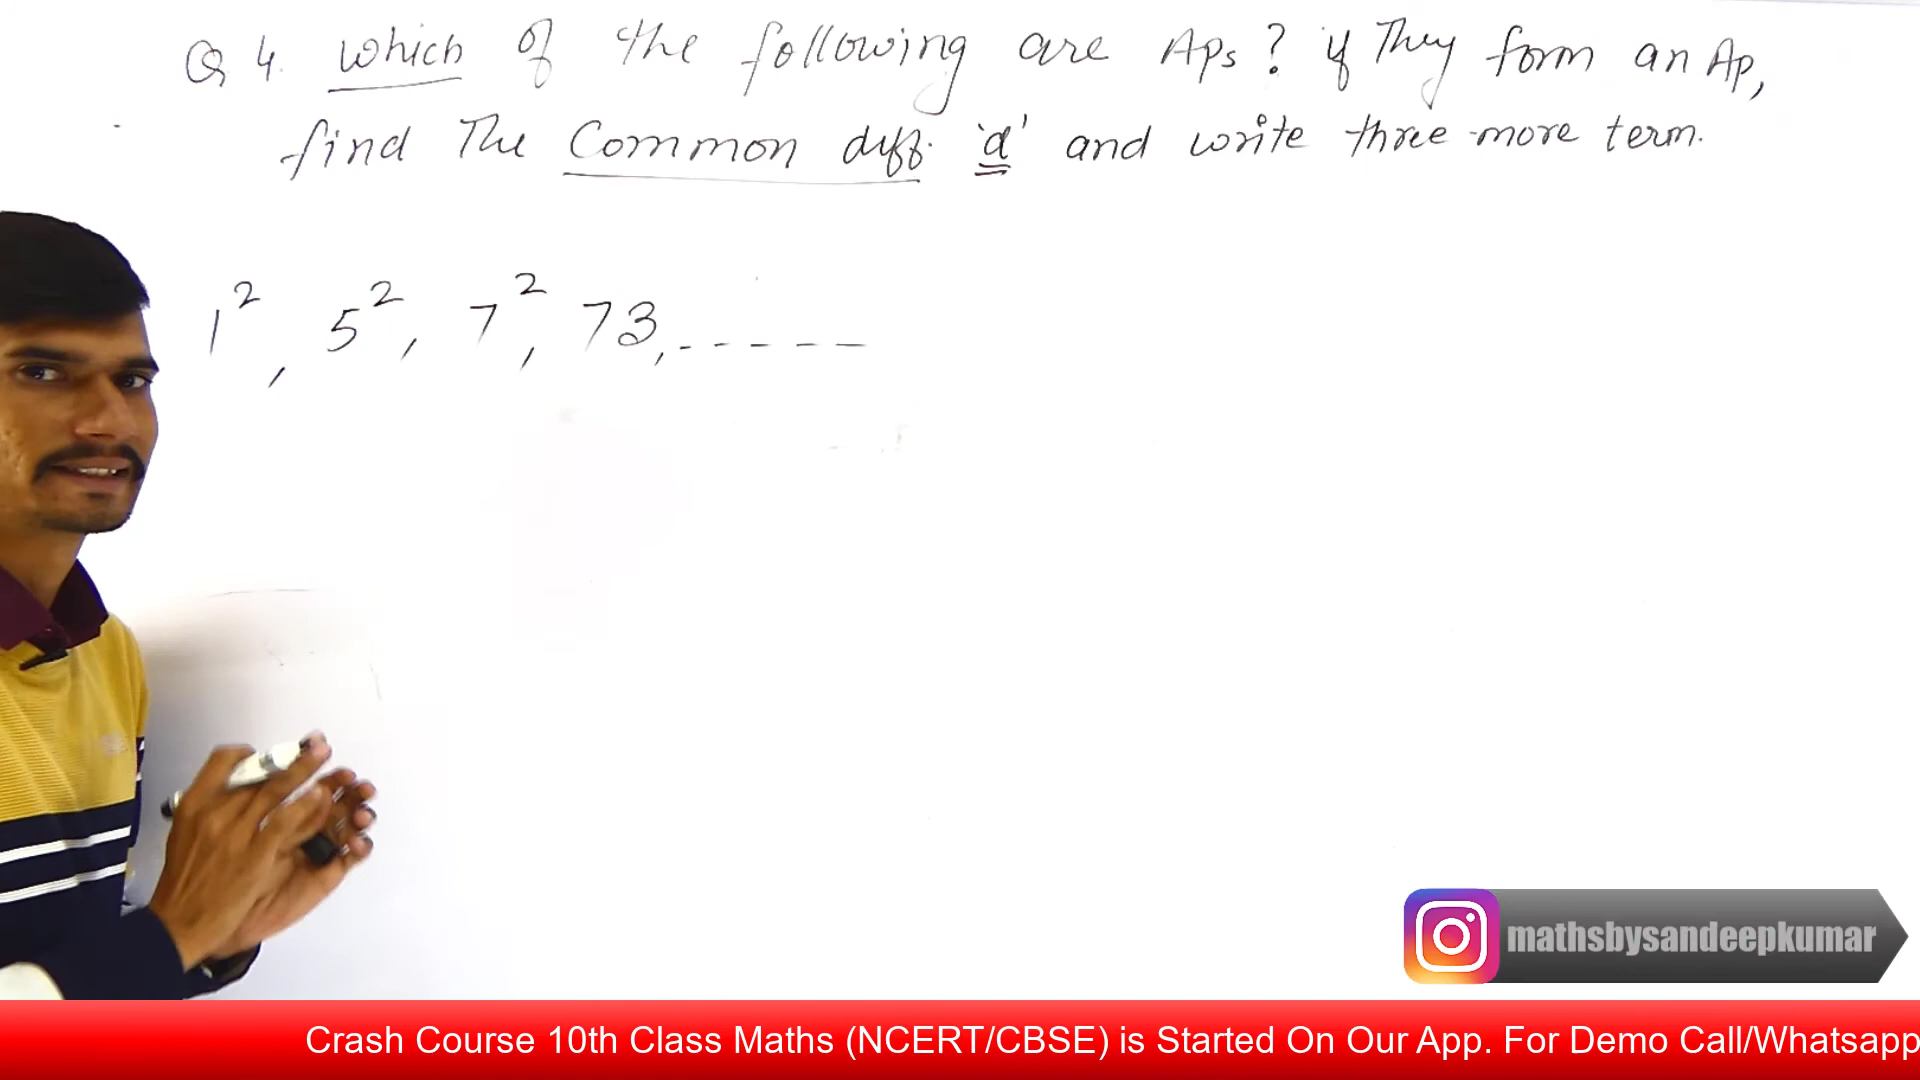 Q 4. Which of the following are APs? if They form an AP,
find The Common diff. 'd' and write three more term.
1², 5², 7², 73, - - - - -
mathsbysandeepkumar
Crash Course 10th Class Maths (NCERT/CBSE) is Started On Our App. For Demo Call/Whatsapp